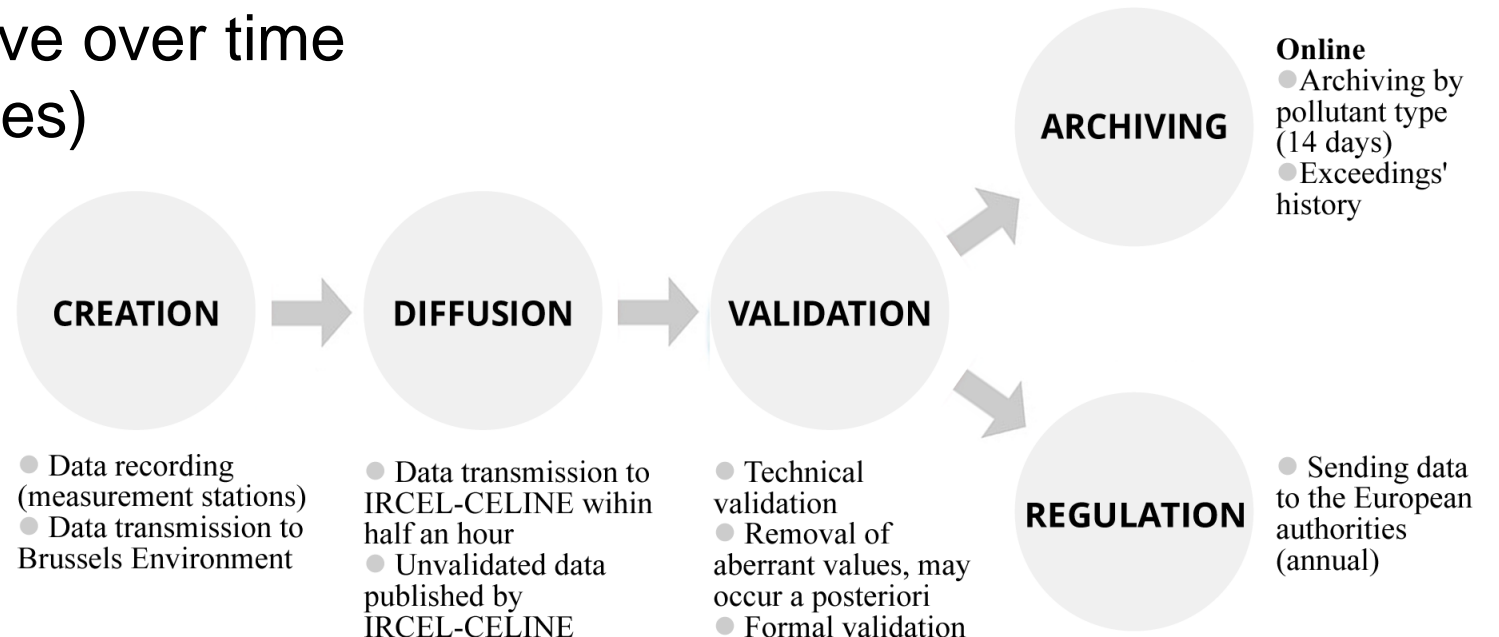 ve over time
es)
CREATION
● Data recording
(measurement stations)
● Data transmission to
Brussels Environment
DIFFUSION
● Data transmission to
IRCEL-CELINE wihin
half an hour
● Unvalidated data
published by
IRCEL-CELINE
VALIDATION
● Technical
validation
● Removal of
aberrant values, may
occur a posteriori
● Formal validation
ARCHIVING
Online
●Archiving by
pollutant type
(14 days)
●Exceedings'
history
REGULATION
● Sending data
to the European
authorities
(annual)